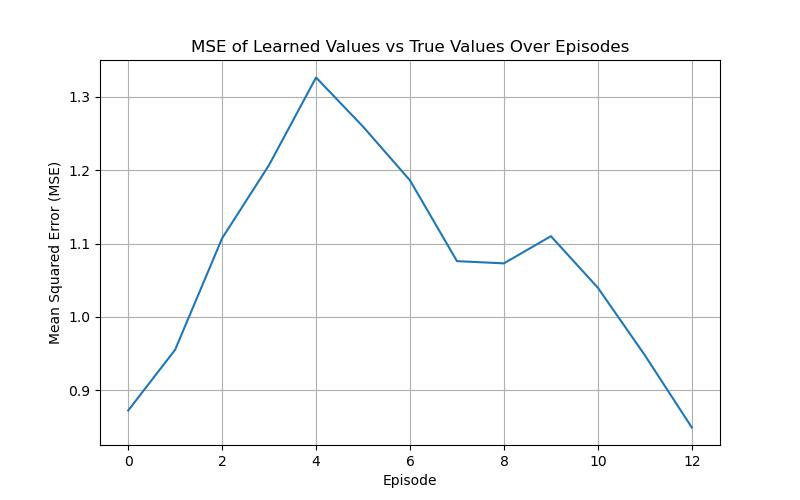 MSE of Learned Values vs True Values Over Episodes
Mean Squared Error (MSE)
1.3
1.2
1.1
1.0
0.9
0 2 4 6 8 10 12
Episode